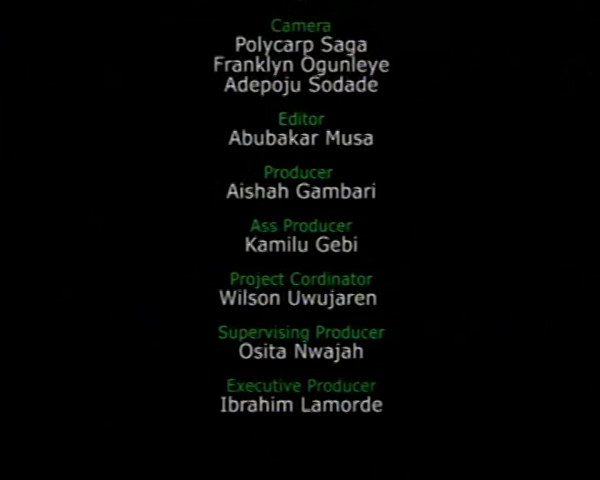 Camera
Polycarp Saga
Franklyn Ogunleye
Adepoju Sodade
Editor
Abubakar Musa
Producer
Aishah Gambari
Ass Producer
Kamilu Gebi
Project Cordinator
Wilson Uwujaren
Supervising Producer
Osita Nwajah
Executive Producer
Ibrahim Lamorde